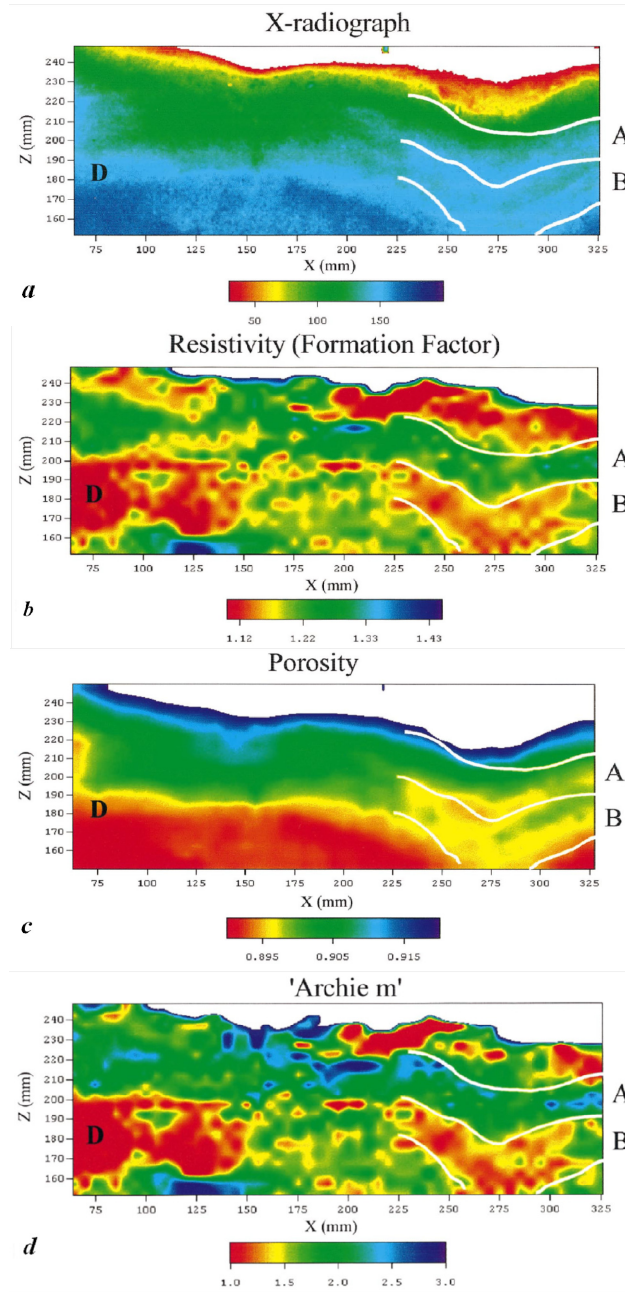 X-radiograph
240
230
220
210
200
190
180
170
160
Z (mm)
A
B
D
75 100 125 150 175 200 225 250 275 300 325
X (mm)
a
50 100 150
Resistivity (Formation Factor)
240
230
220
210
200
190
180
170
160
Z (mm)
A
B
D
75 100 125 150 175 200 225 250 275 300 325
X (mm)
b
1.12 1.22 1.33 1.43
Porosity
240
230
220
210
200
190
180
170
160
Z (mm)
A
B
D
75 100 125 150 175 200 225 250 275 300 325
X (mm)
c
0.895 0.905 0.915
'Archie m'
240
230
220
210
200
190
180
170
160
Z (mm)
A
B
D
75 100 125 150 175 200 225 250 275 300 325
X (mm)
d
1.0 1.5 2.0 2.5 3.0